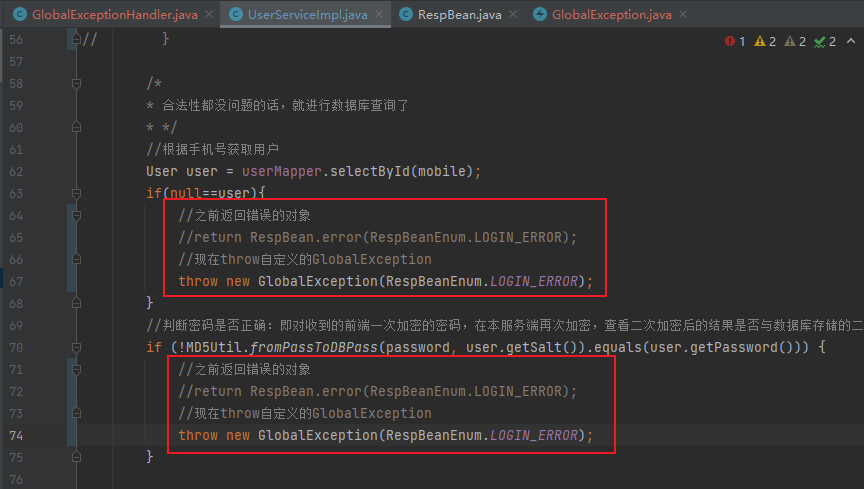 GlobalExceptionHandler.java UserServiceImpl.java RespBean.java GlobalException.java
56 // } 1 2 2 2
57
58 /*
59 * 合法性都没问题的话，就进行数据库查询了
60 * */
61 //根据手机号获取用户
62 User user = userMapper.selectById(mobile);
63 if(null==user){
64 //之前返回错误的对象
65 //return RespBean.error(RespBeanEnum.LOGIN_ERROR);
66 //现在throw自定义的GlobalException
67 throw new GlobalException(RespBeanEnum.LOGIN_ERROR);
68 }
69 //判断密码是否正确：即对收到的前端一次加密的密码，在本服务端再次加密，查看二次加密后的结果是否与数据库存储的二
70 if (!MD5Util.fromPassToDBPass(password, user.getSalt()).equals(user.getPassword())) {
71 //之前返回错误的对象
72 //return RespBean.error(RespBeanEnum.LOGIN_ERROR);
73 //现在throw自定义的GlobalException
74 throw new GlobalException(RespBeanEnum.LOGIN_ERROR);
75 }
76